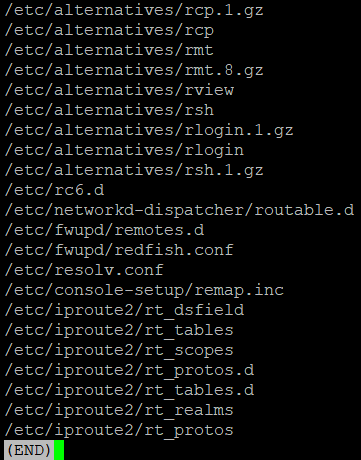 /etc/alternatives/rcp.1.gz
/etc/alternatives/rcp
/etc/alternatives/rmt
/etc/alternatives/rmt.8.gz
/etc/alternatives/rview
/etc/alternatives/rsh
/etc/alternatives/rlogin.1.gz
/etc/alternatives/rlogin
/etc/alternatives/rsh.1.gz
/etc/rc6.d
/etc/networkd-dispatcher/routable.d
/etc/fwupd/remotes.d
/etc/fwupd/redfish.conf
/etc/resolv.conf
/etc/console-setup/remap.inc
/etc/iproute2/rt_dsfield
/etc/iproute2/rt_tables
/etc/iproute2/rt_scopes
/etc/iproute2/rt_protos.d
/etc/iproute2/rt_tables.d
/etc/iproute2/rt_realms
/etc/iproute2/rt_protos
(END)